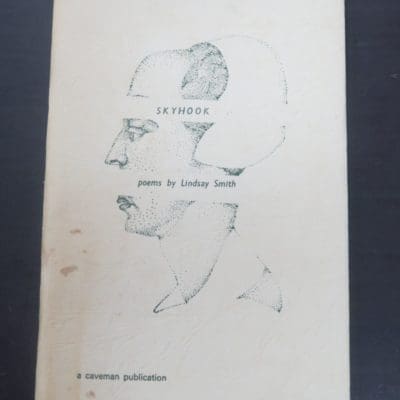 SKYHOOK
poems by Lindsay Smith
a caveman publication